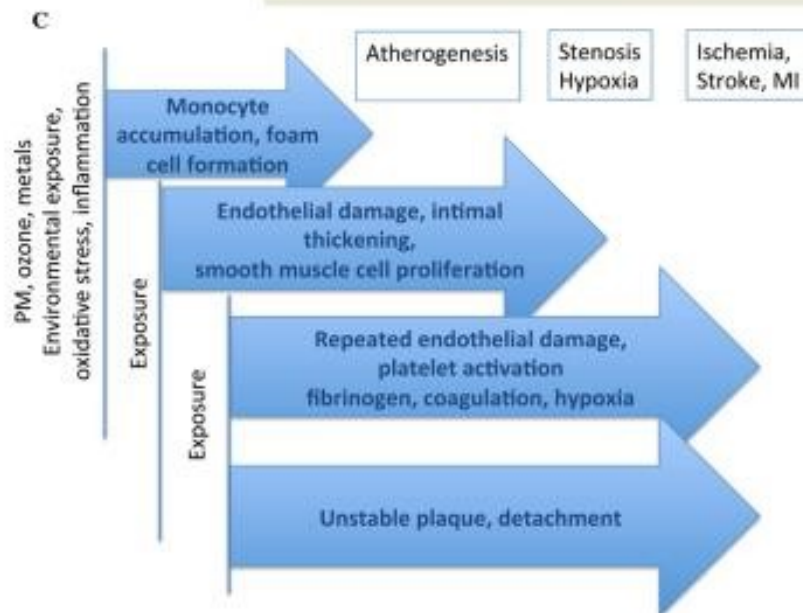 C
Atherogenesis
Stenosis
Hypoxia
Ischemia,
Stroke, MI
PM, ozone, metals
Environmental exposure,
oxidative stress, inflammation
Monocyte
accumulation, foam
cell formation
Exposure
Endothelial damage, intimal
thickening,
smooth muscle cell proliferation
Exposure
Repeated endothelial damage,
platelet activation
fibrinogen, coagulation, hypoxia
Unstable plaque, detachment